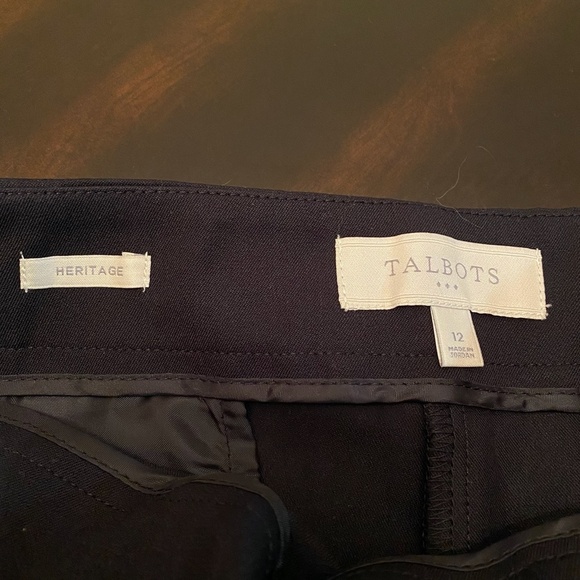 HERITAGE
TALBOTS
12
MADE IN
JORDAN